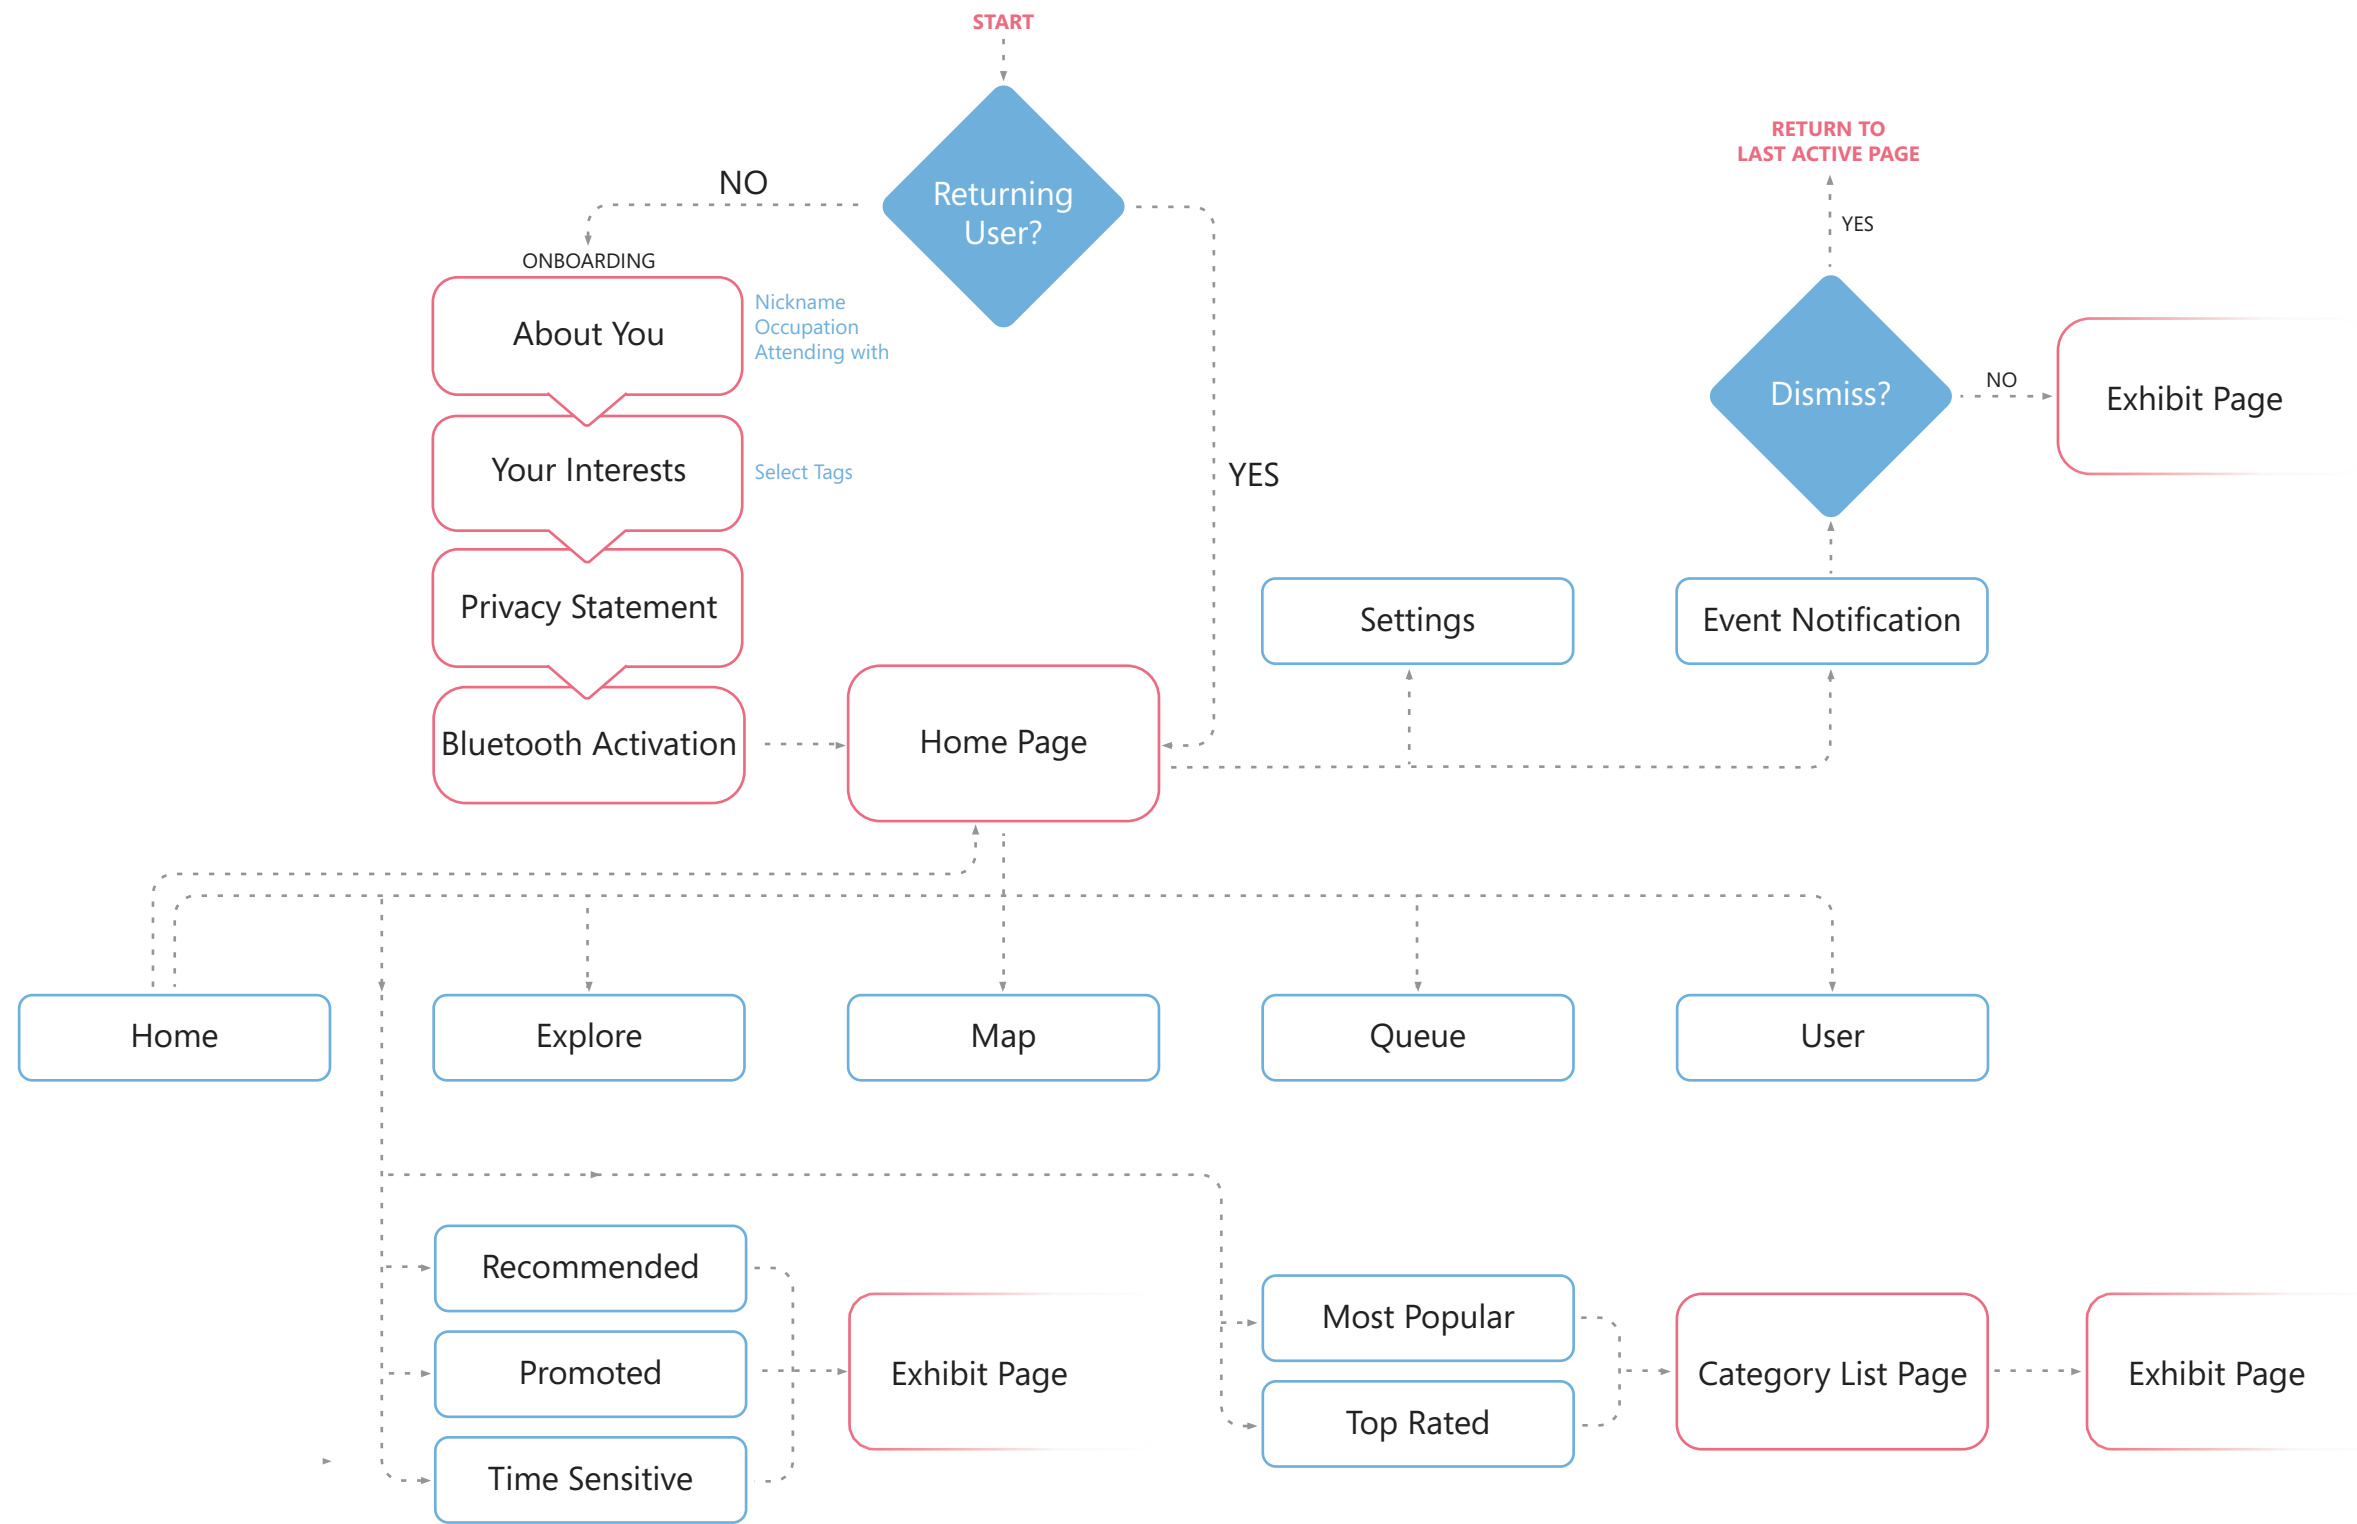 START
RETURN TO
LAST ACTIVE PAGE
NO
Returning
User?
YES
ONBOARDING
About You
Nickname
Occupation
Attending with
Dismiss?
NO
Exhibit Page
Your Interests
Select Tags
YES
Privacy Statement
Settings
Event Notification
Bluetooth Activation
Home Page
Home
Explore
Map
Queue
User
Recommended
Promoted
Time Sensitive
Exhibit Page
Most Popular
Top Rated
Category List Page
Exhibit Page